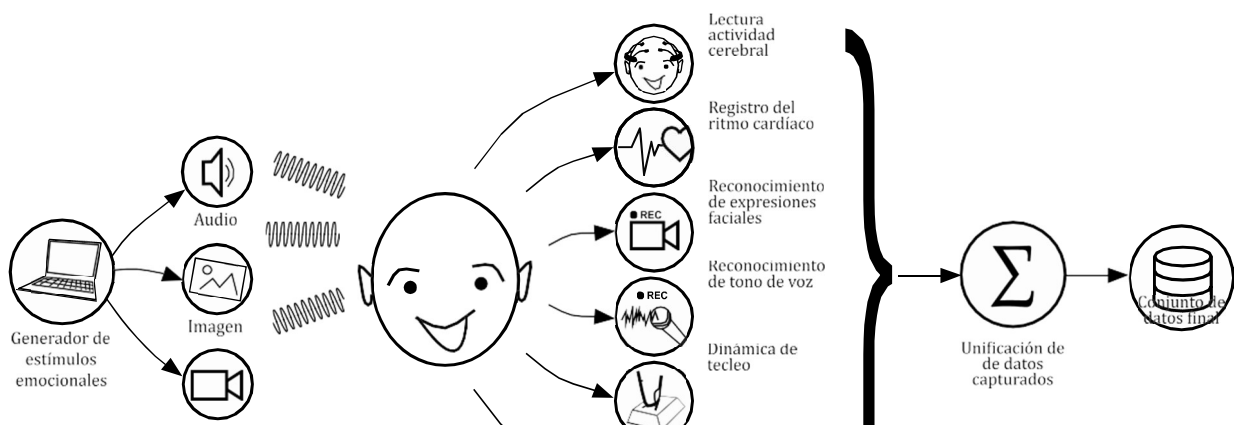 Lectura
actividad
cerebral
Registro del
ritmo cardíaco
Reconocimiento
de expresiones
faciales
REC
Reconocimiento
de tono de voz
REC
Dinámica de
tecleo
Audio
Imagen
Generador de
estímulos
emocionales
Σ
Unificación de
de datos
capturados
Conjunto de
datos final